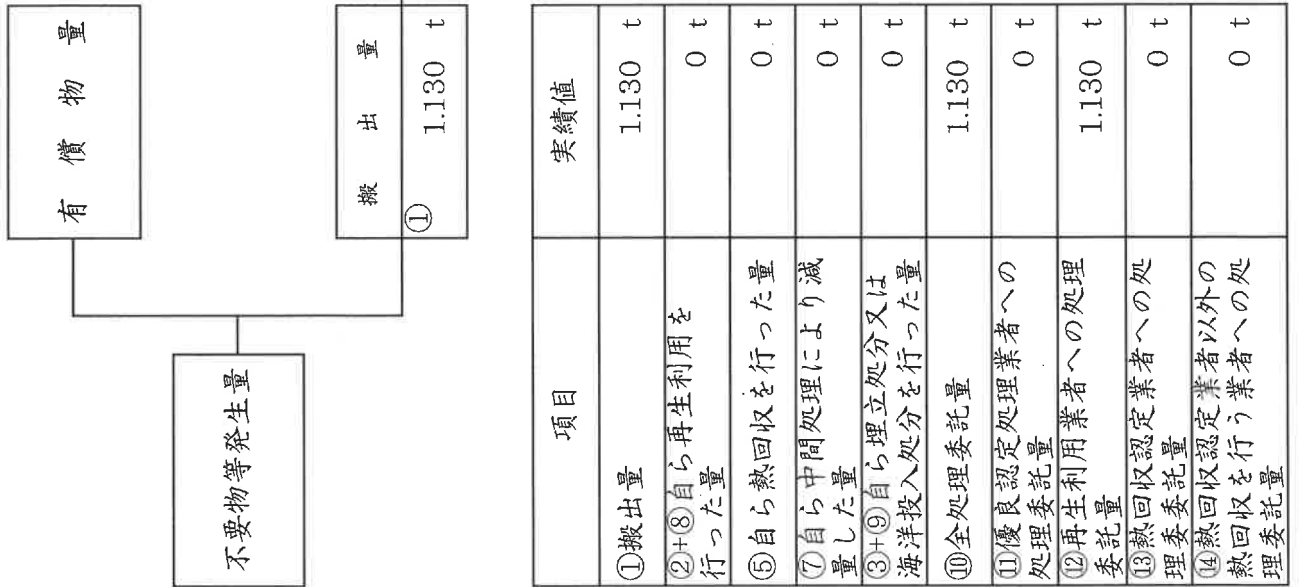 有償物量
搬出量
① 1.130 t
不要物等発生量
項目 実績値
①搬出量 1.130 t
②+⑧自ら再生利用を
行った量 0 t
⑤自ら熱回収を行った量 0 t
⑦自ら中間処理により減
量した量 0 t
③+⑨自ら埋立処分又は
海洋投入処分を行った量 0 t
⑩全処理委託量 1.130 t
⑪優良認定処理業者への
処理委託量 0 t
⑫再生利用業者への処理
委託量 1.130 t
⑬熱回収認定業者への処
理委委託量 0 t
⑭熱回収認定業者以外の
熱回収を行う業者への処
理委託量 0 t